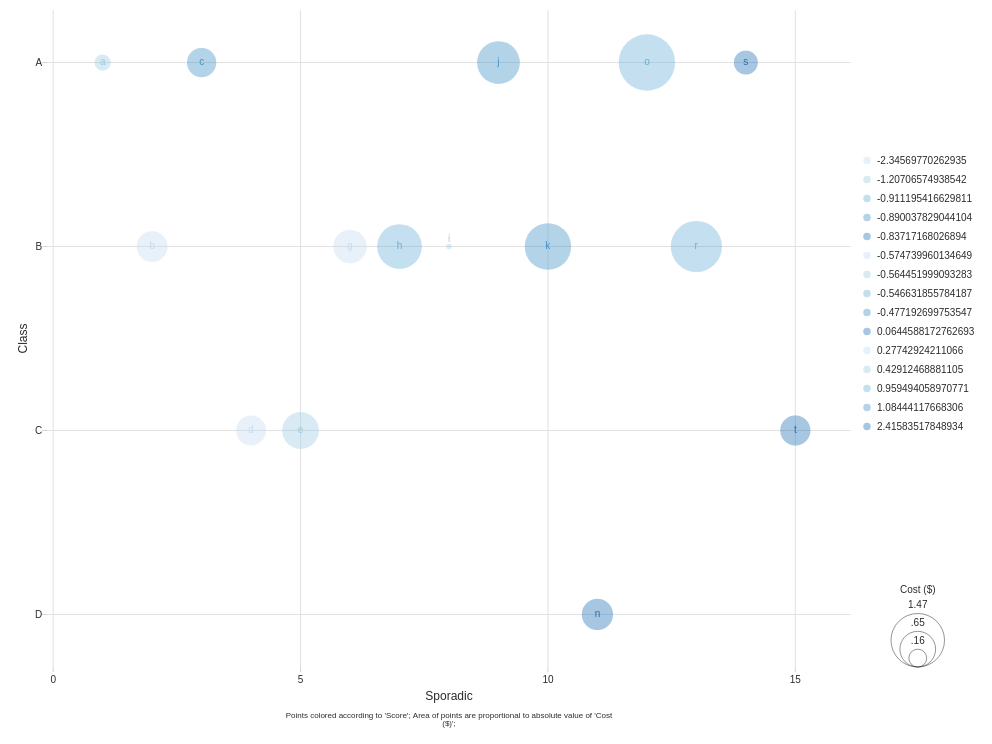 A
a
c
j
o
s
B
b
g
h
i
k
r
Class
C
d
e
t
D
n
0
5
10
15
Sporadic
Points colored according to 'Score'; Area of points are proportional to absolute value of 'Cost
($)';
-2.34569770262935
-1.20706574938542
-0.911195416629811
-0.890037829044104
-0.83717168026894
-0.574739960134649
-0.564451999093283
-0.546631855784187
-0.477192699753547
0.0644588172762693
0.27742924211066
0.42912468881105
0.959494058970771
1.08444117668306
2.41583517848934
Cost ($)
1.47
.65
.16